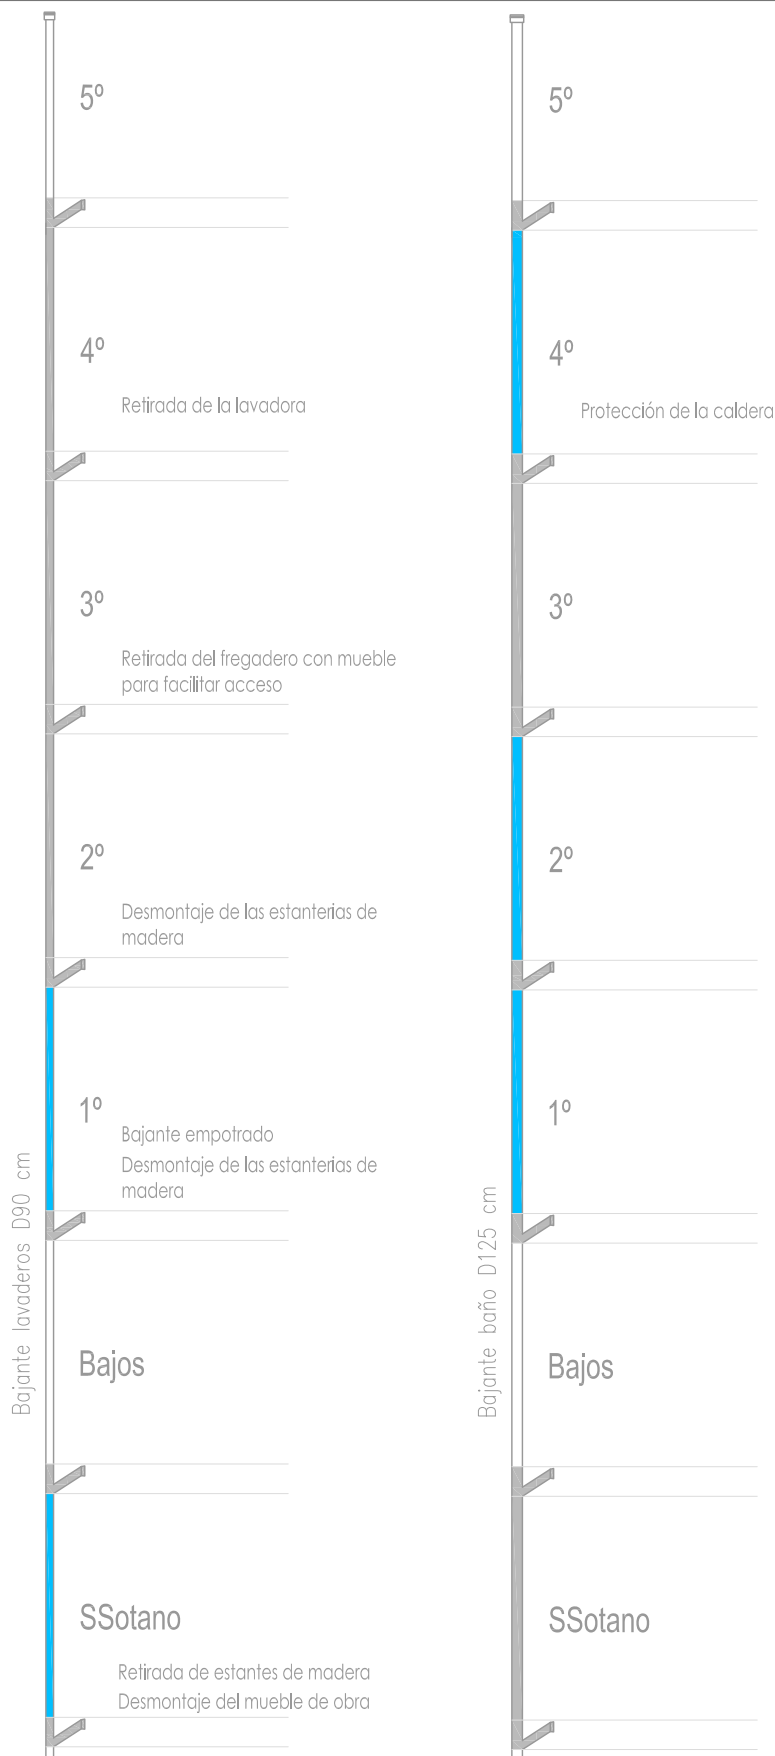 5º
4º
Retirada de la lavadora
3º
Retirada del fregadero con mueble
para facilitar acceso
2º
Desmontaje de las estanterias de
madera
1º
Bajante empotrado
Desmontaje de las estanterias de
madera
Bajante lavaderos D90 cm
Bajos
SSotano
Retirada de estantes de madera
Desmontaje del mueble de obra
5º
4º
Protección de la caldera
3º
2º
1º
Bajante baño D125 cm
Bajos
SSotano